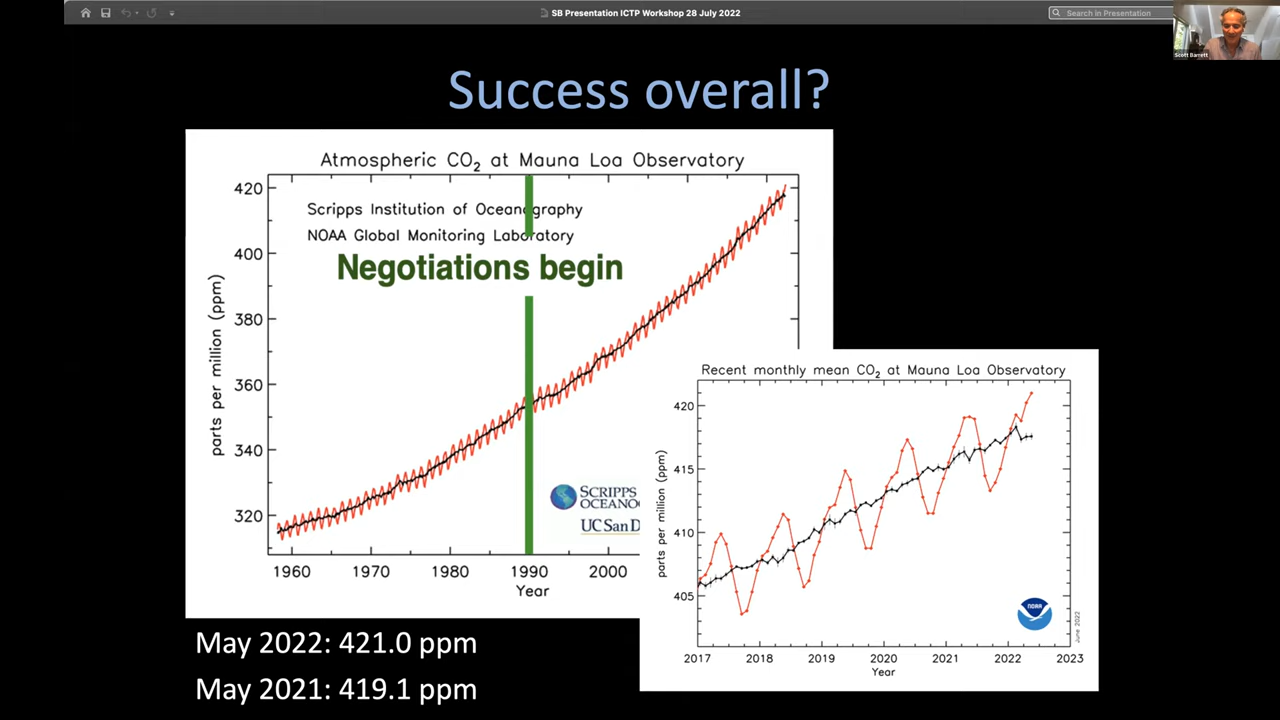 SB Presentation ICTP Workshop 28 July 2022
Search in Presentation
Scott Barrett
Success overall?
Atmospheric CO₂ at Mauna Loa Observatory
Scripps Institution of Oceanography
NOAA Global Monitoring Laboratory
Negotiations begin
420
400
380
360
340
320
parts per million (ppm)
SCRIPPS
OCEANO
UC San D
1960 1970 1980 1990 2000
Year
Recent monthly mean CO₂ at Mauna Loa Observatory
420
415
410
405
parts per million (ppm)
NOAA
June 2022
2017 2018 2019 2020 2021 2022 2023
Year
May 2022: 421.0 ppm
May 2021: 419.1 ppm